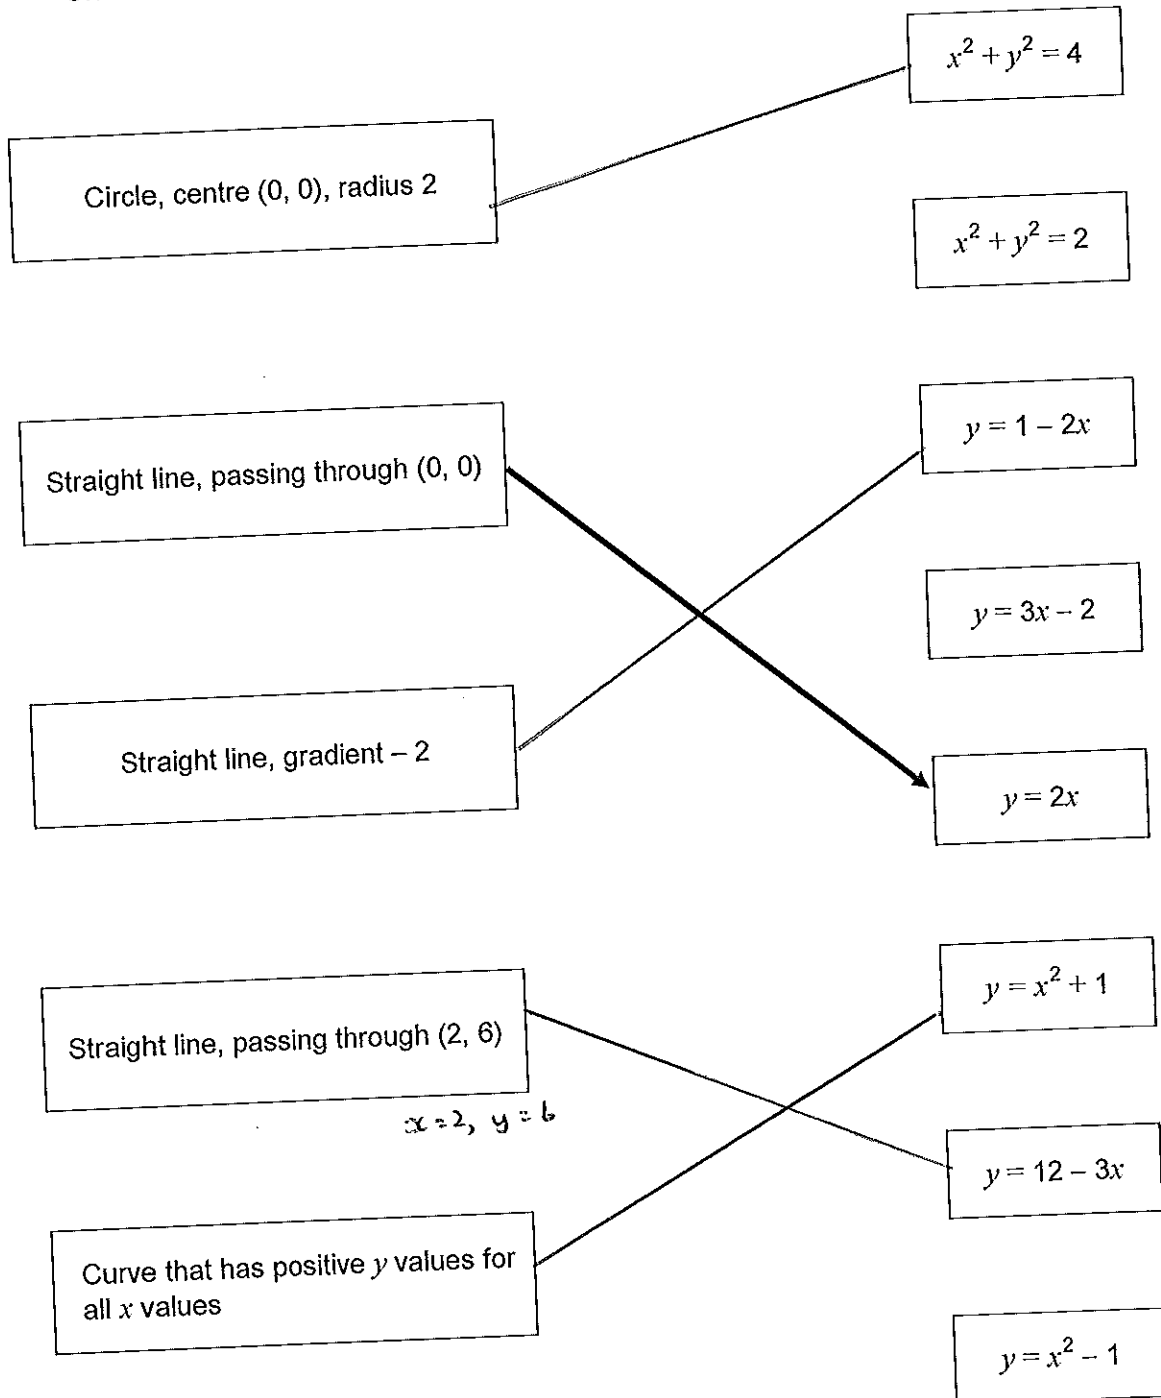 x² + y² = 4
Circle, centre (0, 0), radius 2
x² + y² = 2
y = 1 – 2x
Straight line, passing through (0, 0)
y = 3x – 2
Straight line, gradient – 2
y = 2x
y = x² + 1
Straight line, passing through (2, 6)
x = 2, y = 6
y = 12 – 3x
Curve that has positive y values for
all x values
y = x² – 1